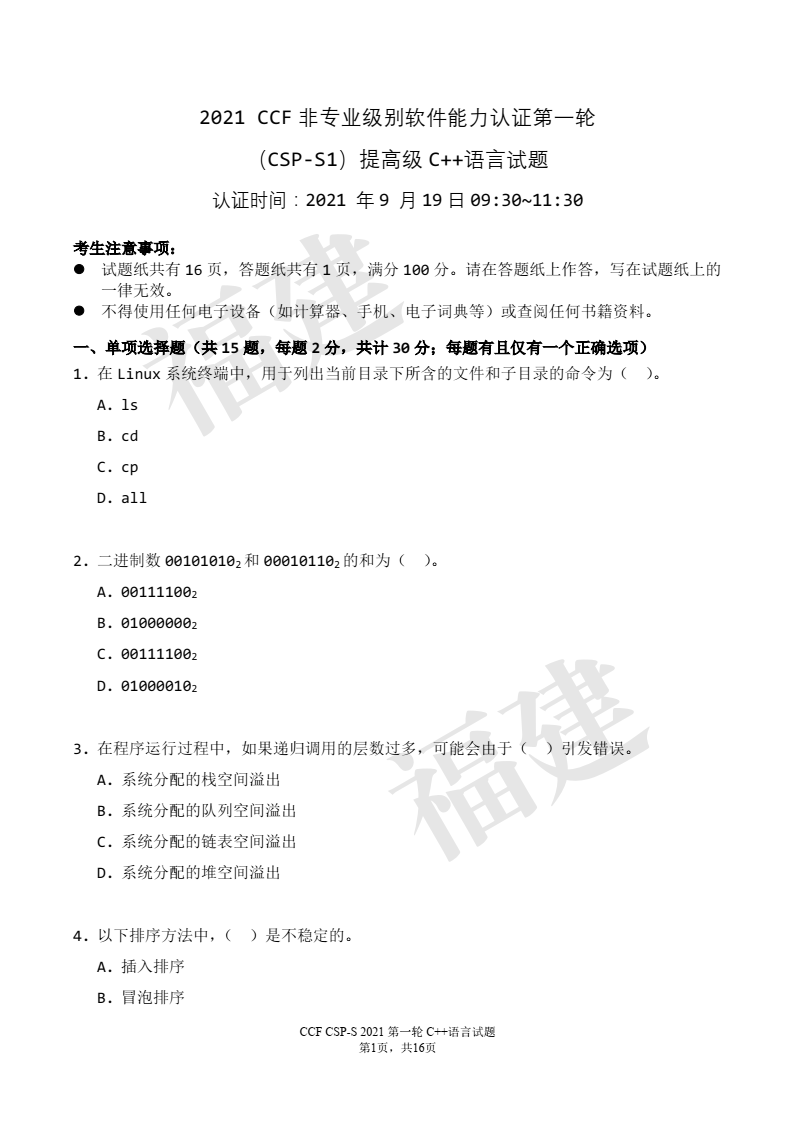 2021 CCF 非专业级别软件能力认证第一轮
（CSP-S1）提高级 C++语言试题
认证时间：2021 年 9 月 19 日 09:30~11:30
考生注意事项：
● 试题纸共有 16 页，答题纸共有 1 页，满分 100 分。请在答题纸上作答，写在试题纸上的
一律无效。
● 不得使用任何电子设备（如计算器、手机、电子词典等）或查阅任何书籍资料。
一、单项选择题（共 15 题，每题 2 分，共计 30 分；每题有且仅有一个正确选项）
1. 在 Linux 系统终端中，用于列出当前目录下所含的文件和子目录的命令为（ ）。
A. ls
B. cd
C. cp
D. all
2. 二进制数 00101010₂ 和 00010110₂ 的和为（ ）。
A. 00111100₂
B. 01000000₂
C. 00111100₂
D. 01000010₂
3. 在程序运行过程中，如果递归调用的层数过多，可能会由于（ ）引发错误。
A. 系统分配的栈空间溢出
B. 系统分配的队列空间溢出
C. 系统分配的链表空间溢出
D. 系统分配的堆空间溢出
4. 以下排序方法中，（ ）是不稳定的。
A. 插入排序
B. 冒泡排序
CCF CSP-S 2021 第一轮 C++语言试题
第1页，共16页
福建
福建